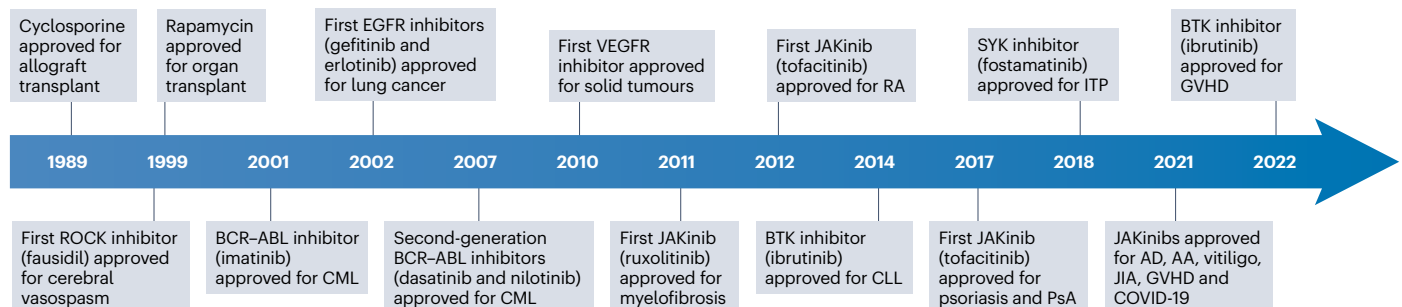 Cyclosporine
approved for
allograft
transplant
Rapamycin
approved
for organ
transplant
First EGFR inhibitors
(gefitinib and
erlotinib) approved
for lung cancer
First VEGFR
inhibitor approved
for solid tumours
First JAKinib
(tofacitinib)
approved for RA
SYK inhibitor
(fostamatinib)
approved for ITP
BTK inhibitor
(ibrutinib)
approved for
GVHD
1989
1999
2001
2002
2007
2010
2011
2012
2014
2017
2018
2021
2022
First ROCK inhibitor
(fausidil) approved
for cerebral
vasospasm
BCR–ABL inhibitor
(imatinib)
approved for CML
Second-generation
BCR–ABL inhibitors
(dasatinib and nilotinib)
approved for CML
First JAKinib
(ruxolitinib)
approved for
myelofibrosis
BTK inhibitor
(ibrutinib)
approved for CLL
First JAKinib
(tofacitinib)
approved for
psoriasis and PsA
JAKinibs approved
for AD, AA, vitiligo,
JIA, GVHD and
COVID-19